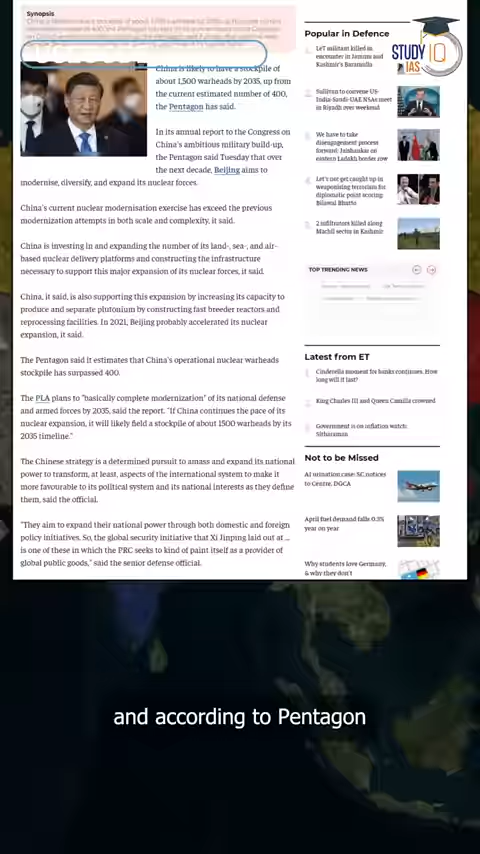 Synopsis
China is likely to have a stockpile of
about 1,500 warheads by 2035, up from
the current estimated number of 400,
the Pentagon has said.
In its annual report to the Congress on
China's ambitious military build-up,
the Pentagon said Tuesday that over
the next decade, Beijing aims to
modernise, diversify, and expand its nuclear forces.
China's current nuclear modernisation exercise has exceed the previous
modernization attempts in both scale and complexity, it said.
China is investing in and expanding the number of its land-, sea-, and air-
based nuclear delivery platforms and constructing the infrastructure
necessary to support this major expansion of its nuclear forces, it said.
China, it said, is also supporting this expansion by increasing its capacity to
produce and separate plutonium by constructing fast breeder reactors and
reprocessing facilities. In 2021, Beijing probably accelerated its nuclear
expansion, it said.
The Pentagon said it estimates that China's operational nuclear warheads
stockpile has surpassed 400.
The PLA plans to "basically complete modernization" of its national defense
and armed forces by 2035, said the report. "If China continues the pace of its
nuclear expansion, it will likely field a stockpile of about 1500 warheads by its
2035 timeline."
The Chinese strategy is a determined pursuit to amass and expand its national
power to transform, at least, aspects of the international system to make it
more favourable to its political system and its national interests as they define
them, said the official.
"They aim to expand their national power through both domestic and foreign
policy initiatives. So, the global security initiative that Xi Jinping laid out at ...
is one of these in which the PRC seeks to kind of paint itself as a provider of
global public goods," said the senior defense official.
Popular in Defence
LeT militant killed in
encounter in Jammu and
Kashmir's Baramulla
Sullivan to convene US-
India-Saudi-UAE NSAs meet
in Riyadh over weekend
We have to take
disengagement process
forward: Jaishankar on
eastern Ladakh border row
Let's not get caught up in
weaponising terrorism for
diplomatic point scoring:
Bilawal Bhutto
2 infiltrators killed along
Machil sector in Kashmir
STUDY IQ
IAS
TOP TRENDING NEWS
Latest from ET
Cinderella moment for banks continues. How
long will it last?
King Charles III and Queen Camilla crowned
Government is on inflation watch:
Sitharaman
Not to be Missed
AI urination case: SC notices
to Centre, DGCA
April fuel demand falls 0.3%
year on year
Why students love Germany,
& why they don't
and according to Pentagon